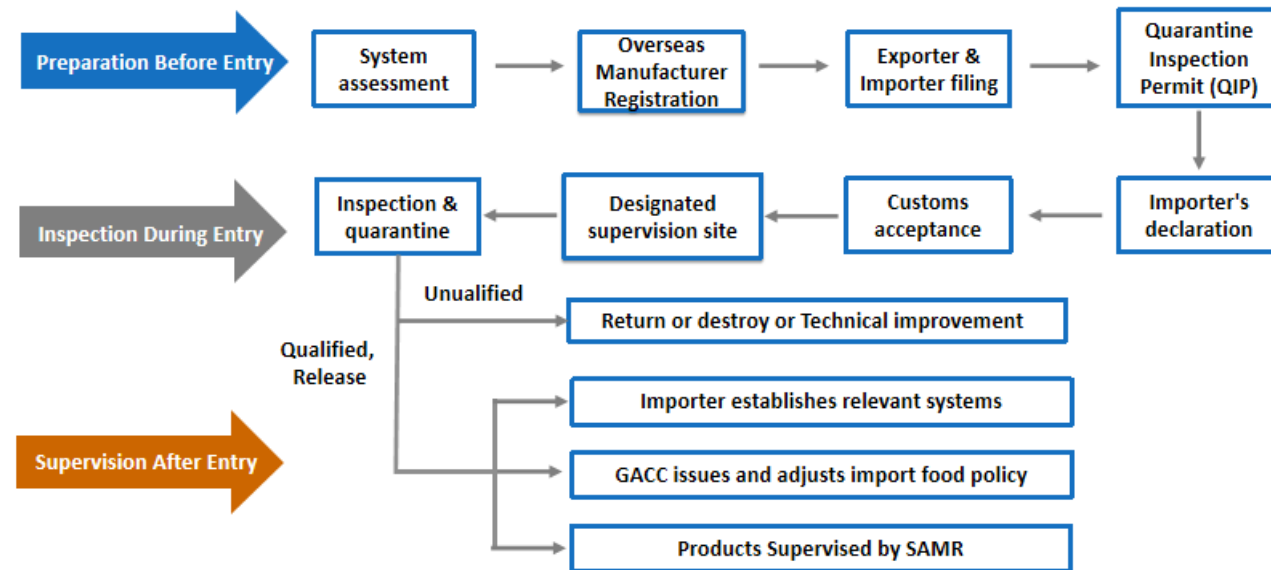 Preparation Before Entry
System
assessment
Overseas
Manufacturer
Registration
Exporter &
Importer filing
Quarantine
Inspection
Permit (QIP)
Inspection During Entry
Inspection &
quarantine
Designated
supervision site
Customs
acceptance
Importer's
declaration
Unualified
Return or destroy or Technical improvement
Qualified,
Release
Importer establishes relevant systems
Supervision After Entry
GACC issues and adjusts import food policy
Products Supervised by SAMR